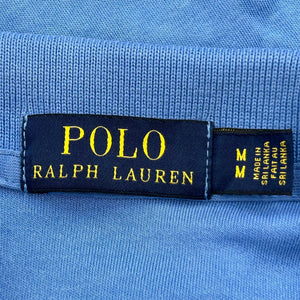 POLO
RALPH LAUREN
M
M
MADE IN
SRI LANKA
FAIT AU
SRI LANKA